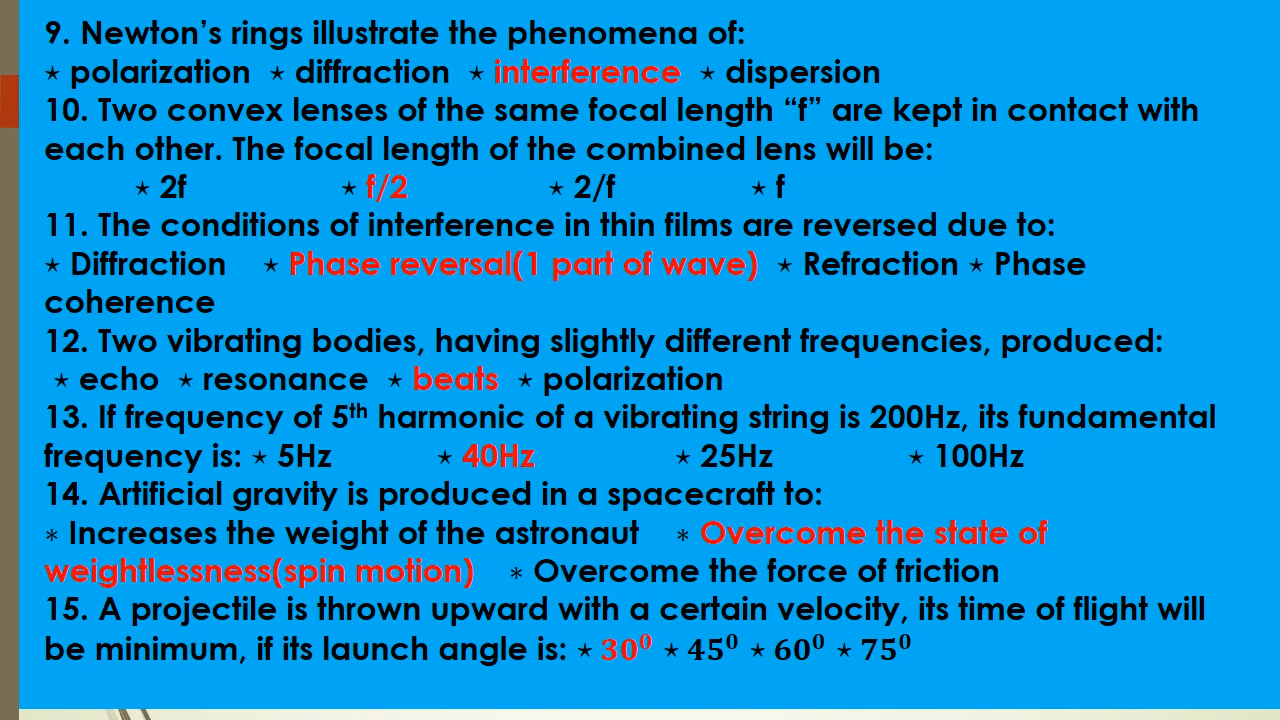 9. Newton’s rings illustrate the phenomena of:
⋆ polarization ⋆ diffraction ⋆ interference ⋆ dispersion
10. Two convex lenses of the same focal length “f” are kept in contact with
each other. The focal length of the combined lens will be:
⋆ 2f ⋆ f/2 ⋆ 2/f ⋆ f
11. The conditions of interference in thin films are reversed due to:
⋆ Diffraction ⋆ Phase reversal(1 part of wave) ⋆ Refraction ⋆ Phase
coherence
12. Two vibrating bodies, having slightly different frequencies, produced:
⋆ echo ⋆ resonance ⋆ beats ⋆ polarization
13. If frequency of 5ᵗʰ harmonic of a vibrating string is 200Hz, its fundamental
frequency is: ⋆ 5Hz ⋆ 40Hz ⋆ 25Hz ⋆ 100Hz
14. Artificial gravity is produced in a spacecraft to:
∗ Increases the weight of the astronaut ∗ Overcome the state of
weightlessness(spin motion) ∗ Overcome the force of friction
15. A projectile is thrown upward with a certain velocity, its time of flight will
be minimum, if its launch angle is: ⋆ 30⁰ ⋆ 45⁰ ⋆ 60⁰ ⋆ 75⁰